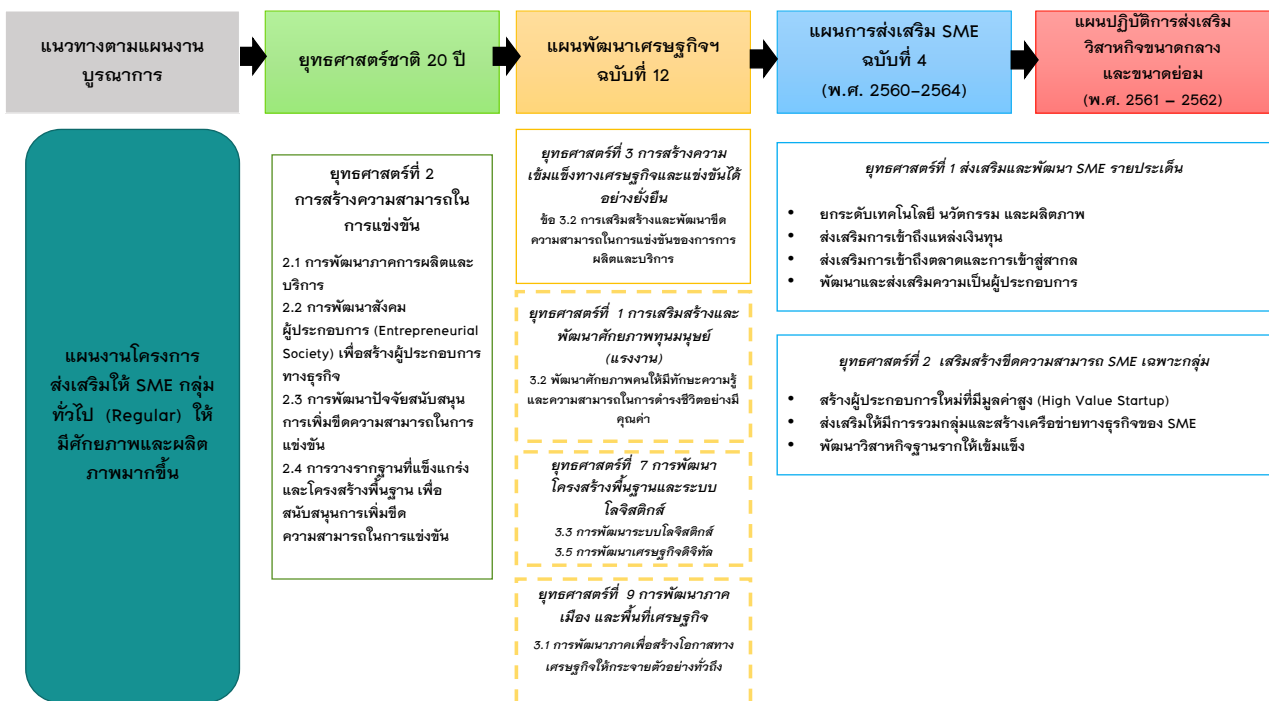 แนวทางตามแผนงาน
บูรณาการ
ยุทธศาสตร์ชาติ 20 ปี
แผนพัฒนาเศรษฐกิจฯ
ฉบับที่ 12
แผนการส่งเสริม SME
ฉบับที่ 4
(พ.ศ. 2560-2564)
แผนปฏิบัติการส่งเสริม
วิสาหกิจขนาดกลาง
และขนาดย่อม
(พ.ศ. 2561 – 2562)
แผนงานโครงการ
ส่งเสริมให้ SME กลุ่ม
ทั่วไป (Regular) ให้
มีศักยภาพและผลิต
ภาพมากขึ้น
ยุทธศาสตร์ที่ 2
การสร้างความสามารถใน
การแข่งขัน
2.1 การพัฒนาภาคการผลิตและ
บริการ
2.2 การพัฒนาสังคม
ผู้ประกอบการ (Entrepreneurial
Society) เพื่อสร้างผู้ประกอบการ
ทางธุรกิจ
2.3 การพัฒนาปัจจัยสนับสนุน
การเพิ่มขีดความสามารถในการ
แข่งขัน
2.4 การวางรากฐานที่แข็งแกร่ง
และโครงสร้างพื้นฐาน เพื่อ
สนับสนุนการเพิ่มขีด
ความสามารถในการแข่งขัน
ยุทธศาสตร์ที่ 3 การสร้างความ
เข้มแข็งทางเศรษฐกิจและแข่งขันได้
อย่างยั่งยืน
ข้อ 3.2 การเสริมสร้างและพัฒนาขีด
ความสามารถในการแข่งขันของการการ
ผลิตและบริการ
ยุทธศาสตร์ที่ 1 การเสริมสร้างและ
พัฒนาศักยภาพทุนมนุษย์
(แรงงาน)
3.2 พัฒนาศักยภาพคนให้มีทักษะความรู้
และความสามารถในการดำรงชีวิตอย่างมี
คุณค่า
ยุทธศาสตร์ที่ 7 การพัฒนา
โครงสร้างพื้นฐานและระบบ
โลจิสติกส์
3.3 การพัฒนาระบบโลจิสติกส์
3.5 การพัฒนาเศรษฐกิจดิจิทัล
ยุทธศาสตร์ที่ 9 การพัฒนาภาค
เมือง และพื้นที่เศรษฐกิจ
3.1 การพัฒนาภาคเพื่อสร้างโอกาสทาง
เศรษฐกิจให้กระจายตัวอย่างทั่วถึง
ยุทธศาสตร์ที่ 1 ส่งเสริมและพัฒนา SME รายประเด็น
• ยกระดับเทคโนโลยี นวัตกรรม และผลิตภาพ
• ส่งเสริมการเข้าถึงแหล่งเงินทุน
• ส่งเสริมการเข้าถึงตลาดและการเข้าสู่สากล
• พัฒนาและส่งเสริมความเป็นผู้ประกอบการ
ยุทธศาสตร์ที่ 2 เสริมสร้างขีดความสามารถ SME เฉพาะกลุ่ม
• สร้างผู้ประกอบการใหม่ที่มีมูลค่าสูง (High Value Startup)
• ส่งเสริมให้มีการรวมกลุ่มและสร้างเครือข่ายทางธุรกิจของ SME
• พัฒนาวิสาหกิจฐานรากให้เข้มแข็ง